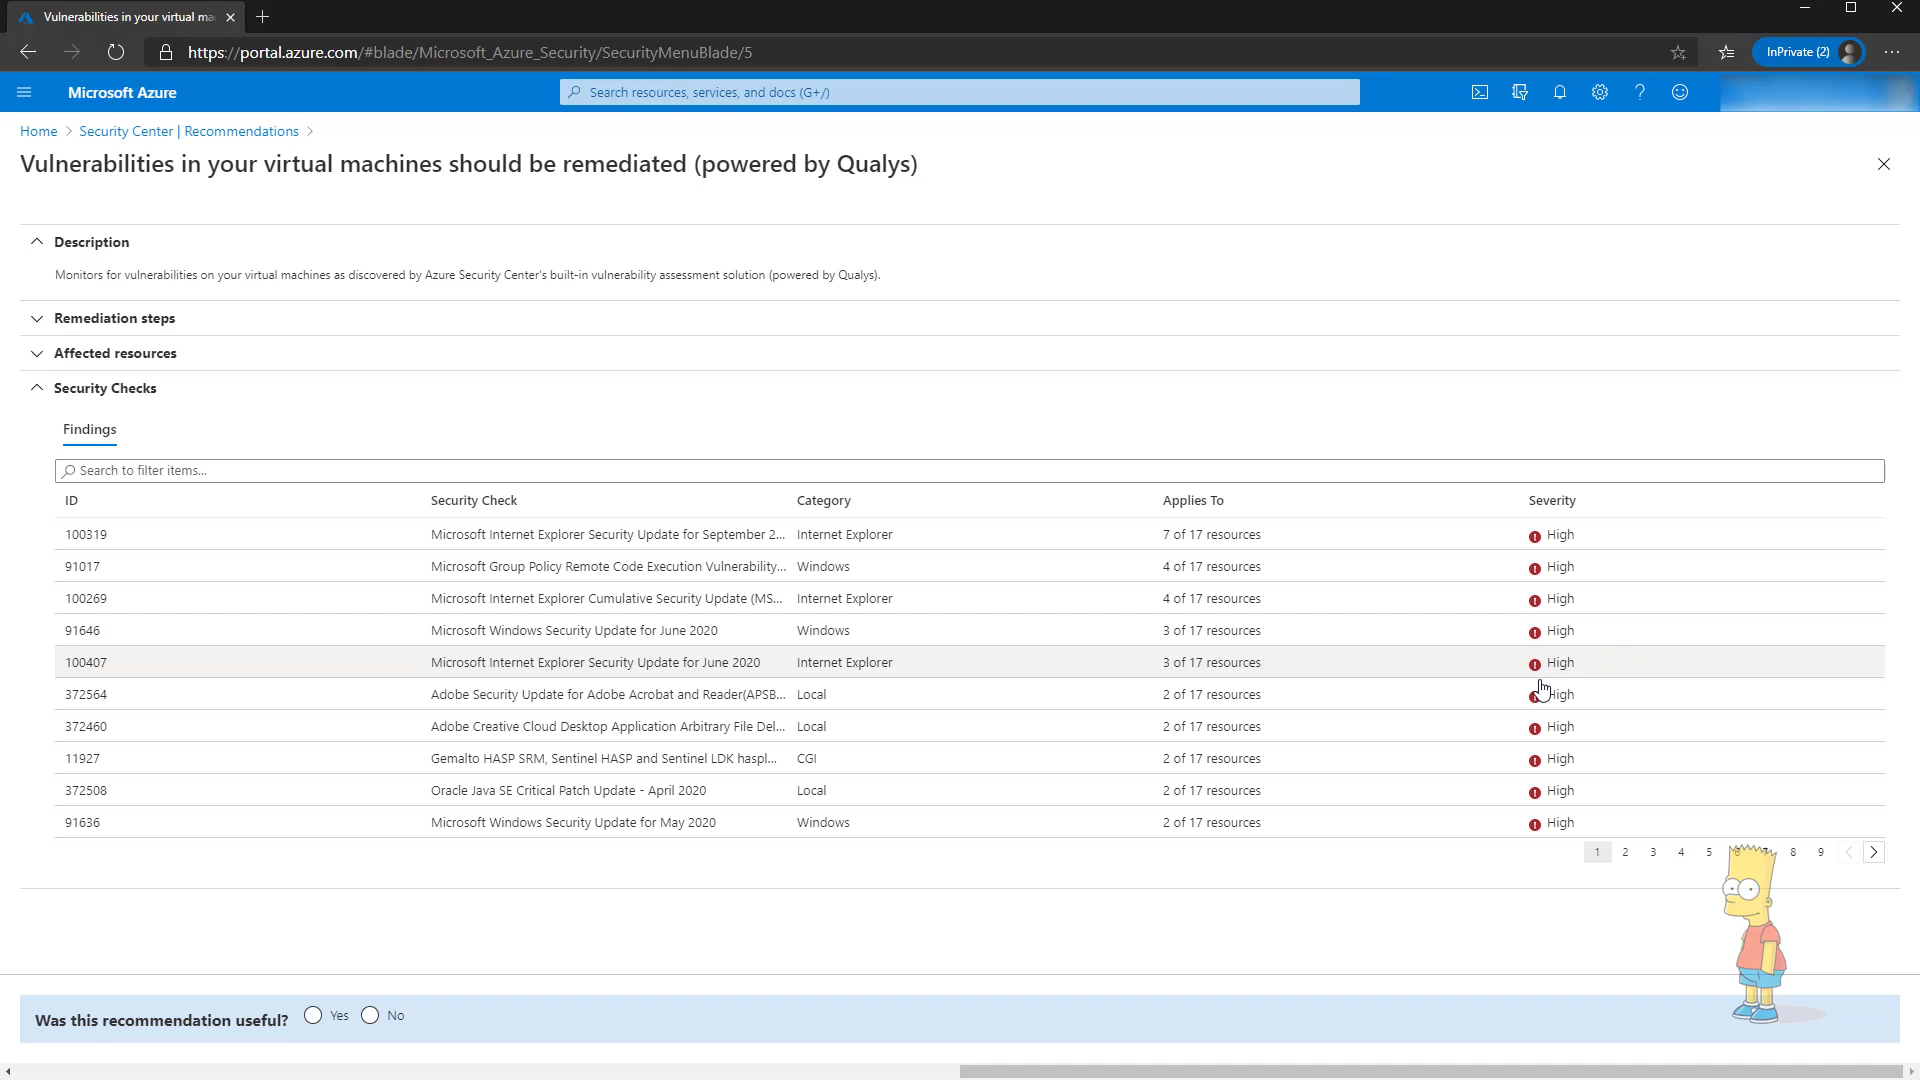 Vulnerabilities in your virtual ma
https://portal.azure.com/#blade/Microsoft_Azure_Security/SecurityMenuBlade/5
InPrivate (2)
Microsoft Azure
Search resources, services, and docs (G+/)
Home > Security Center | Recommendations >
Vulnerabilities in your virtual machines should be remediated (powered by Qualys)
Description
Monitors for vulnerabilities on your virtual machines as discovered by Azure Security Center's built-in vulnerability assessment solution (powered by Qualys).
Remediation steps
Affected resources
Security Checks
Findings
Search to filter items...
ID Security Check Category Applies To Severity
100319 Microsoft Internet Explorer Security Update for September 2... Internet Explorer 7 of 17 resources High
91017 Microsoft Group Policy Remote Code Execution Vulnerability... Windows 4 of 17 resources High
100269 Microsoft Internet Explorer Cumulative Security Update (MS... Internet Explorer 4 of 17 resources High
91646 Microsoft Windows Security Update for June 2020 Windows 3 of 17 resources High
100407 Microsoft Internet Explorer Security Update for June 2020 Internet Explorer 3 of 17 resources High
372564 Adobe Security Update for Adobe Acrobat and Reader(APSB... Local 2 of 17 resources High
372460 Adobe Creative Cloud Desktop Application Arbitrary File Del... Local 2 of 17 resources High
11927 Gemalto HASP SRM, Sentinel HASP and Sentinel LDK haspl... CGI 2 of 17 resources High
372508 Oracle Java SE Critical Patch Update - April 2020 Local 2 of 17 resources High
91636 Microsoft Windows Security Update for May 2020 Windows 2 of 17 resources High
1 2 3 4 5 6 7 8 9
Was this recommendation useful? Yes No